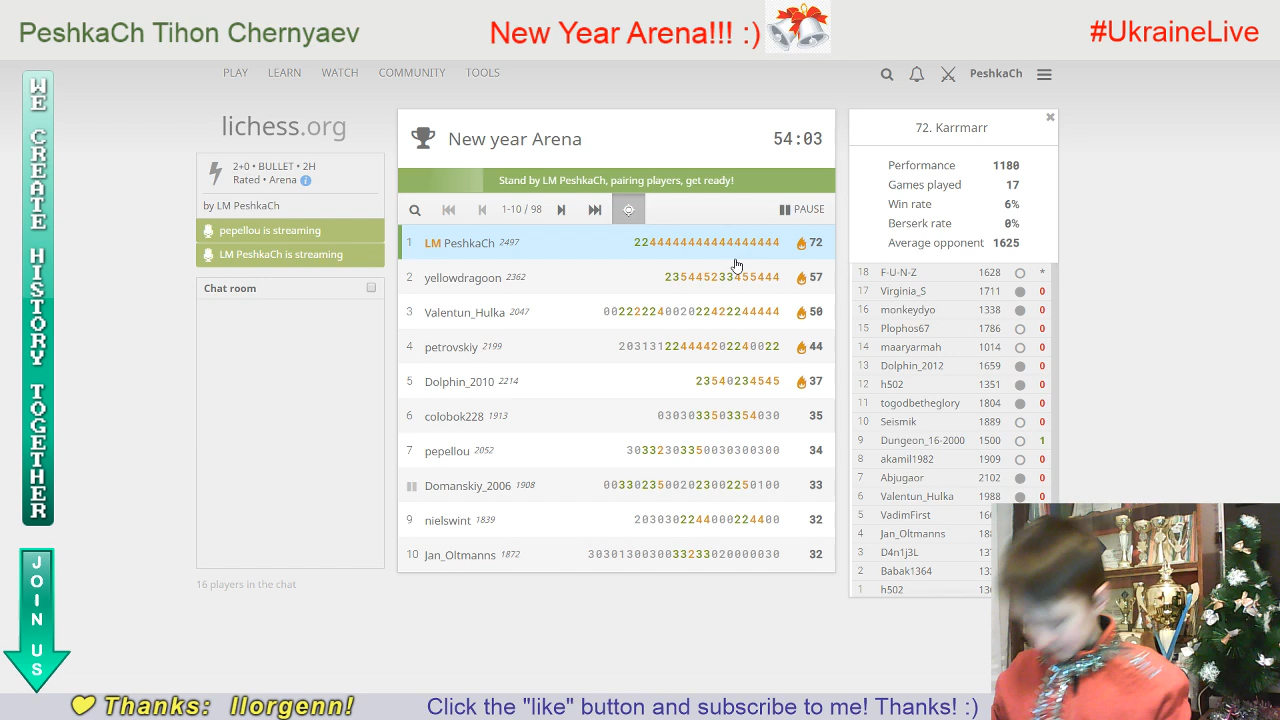 PeshkaCh Tihon Chernyaev
New Year Arena!!! :)
#UkraineLive
WE CREATE HISTORY TOGETHER
JOIN US
PLAY LEARN WATCH COMMUNITY TOOLS
PeshkaCh
lichess.org
2+0 • BULLET • 2H
Rated • Arena
by LM PeshkaCh
pepellou is streaming
LM PeshkaCh is streaming
Chat room
16 players in the chat
New year Arena 54:03
Stand by LM PeshkaCh, pairing players, get ready!
1-10 / 98 PAUSE
1 LM PeshkaCh 2497 224444444444444444 72
2 yellowdragoon 2362 235445233455444 57
3 Valentun_Hulka 2047 0022222400202242224444 50
4 petrovskiy 2199 203131224444202240022 44
5 Dolphin_2010 2214 23540234545 37
6 colobok228 1913 0303033503354030 35
7 pepellou 2052 30332303350030300300 34
Domanskiy_2006 1908 00330235002023002250100 33
9 nielswint 1839 2030302244000224400 32
10 Jan_Oltmanns 1872 3030130030033233020000030 32
72. Karrmarr
Performance 1180
Games played 17
Win rate 6%
Berserk rate 0%
Average opponent 1625
18 F-U-N-Z 1628 *
17 Virginia_S 1711 0
16 monkeydyo 1338 0
15 Plophos67 1786 0
14 maaryarmah 1014 0
13 Dolphin_2012 1659 0
12 h502 1351 0
11 togodbetheglory 1804 0
10 Seismik 1889 0
9 Dungeon_16-2000 1500 1
8 akamil1982 1909 0
7 Abjugaor 2102 0
6 Valentun_Hulka 1988 0
5 VadimFirst
4 Jan_Oltmanns
3 D4n1j3L
2 Babak1364
1 h502
Thanks: llorgenn!
Click the "like" button and subscribe to me! Thanks! :)